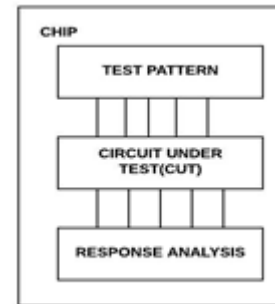 CHIP
TEST PATTERN
CIRCUIT UNDER
TEST(CUT)
RESPONSE ANALYSIS